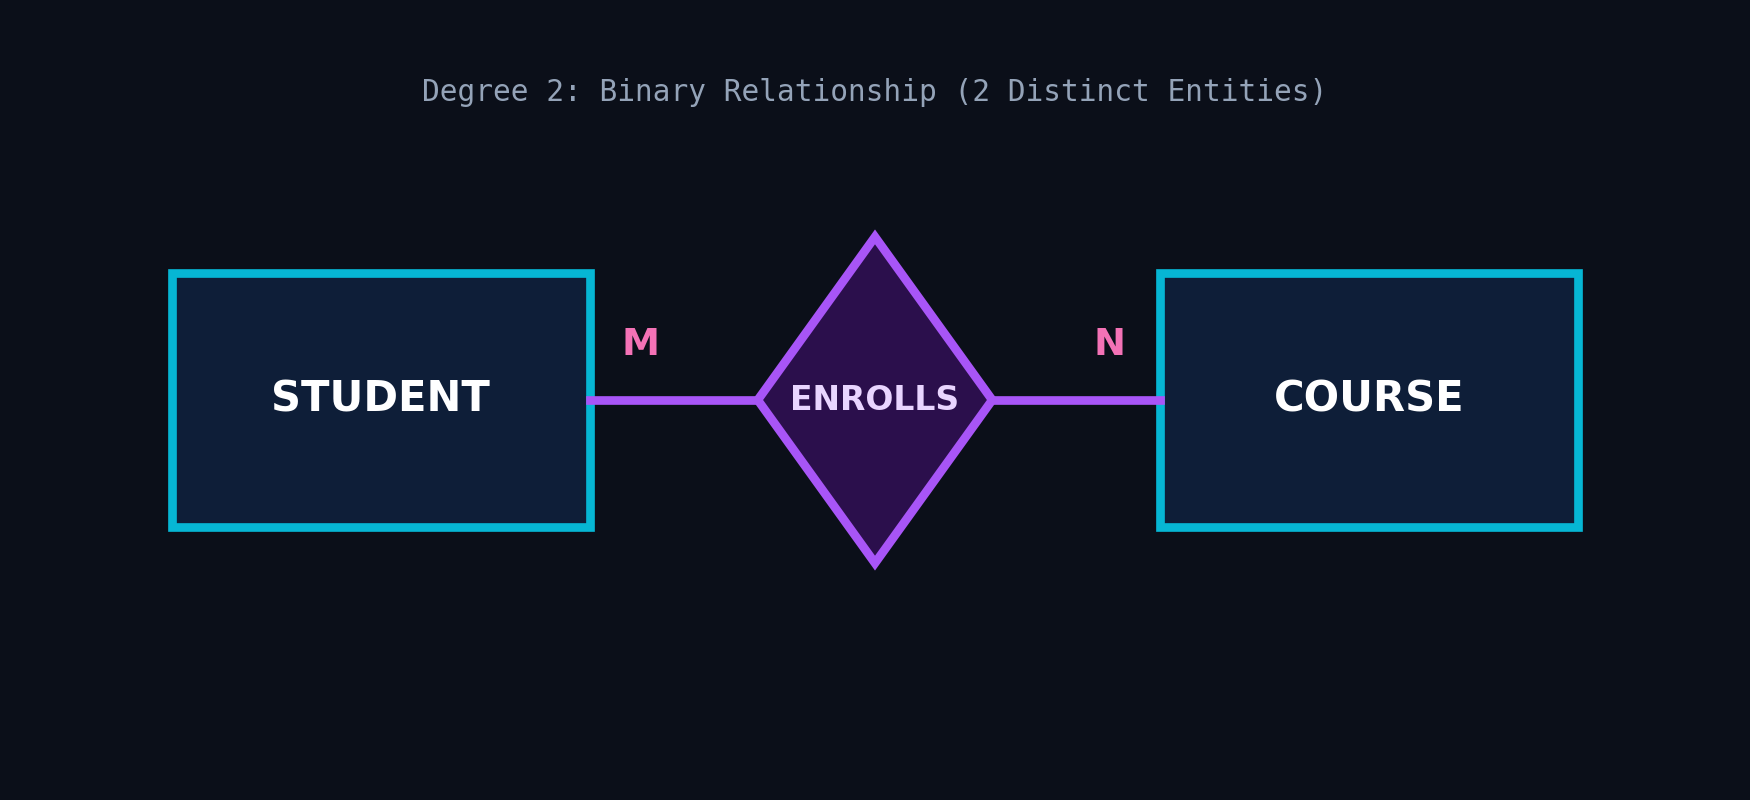 Degree 2: Binary Relationship (2 Distinct Entities)
M
N
STUDENT
ENROLLS
COURSE